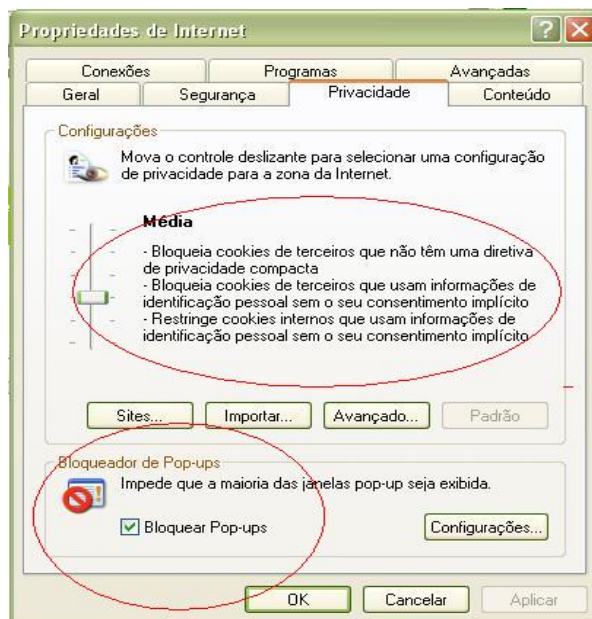 Propriedades de Internet
Conexões Programas Avançadas
Geral Segurança Privacidade Conteúdo
Configurações
Mova o controle deslizante para selecionar uma configuração
de privacidade para a zona da Internet.
Média
- Bloqueia cookies de terceiros que não têm uma diretiva
de privacidade compacta
- Bloqueia cookies de terceiros que usam informações de
identificação pessoal sem o seu consentimento implícito
- Restringe cookies internos que usam informações de
identificação pessoal sem o seu consentimento implícito
Sites... Importar... Avançado... Padrão
Bloqueador de Pop-ups
Impede que a maioria das janelas pop-up seja exibida.
Bloquear Pop-ups Configurações...
OK Cancelar Aplicar